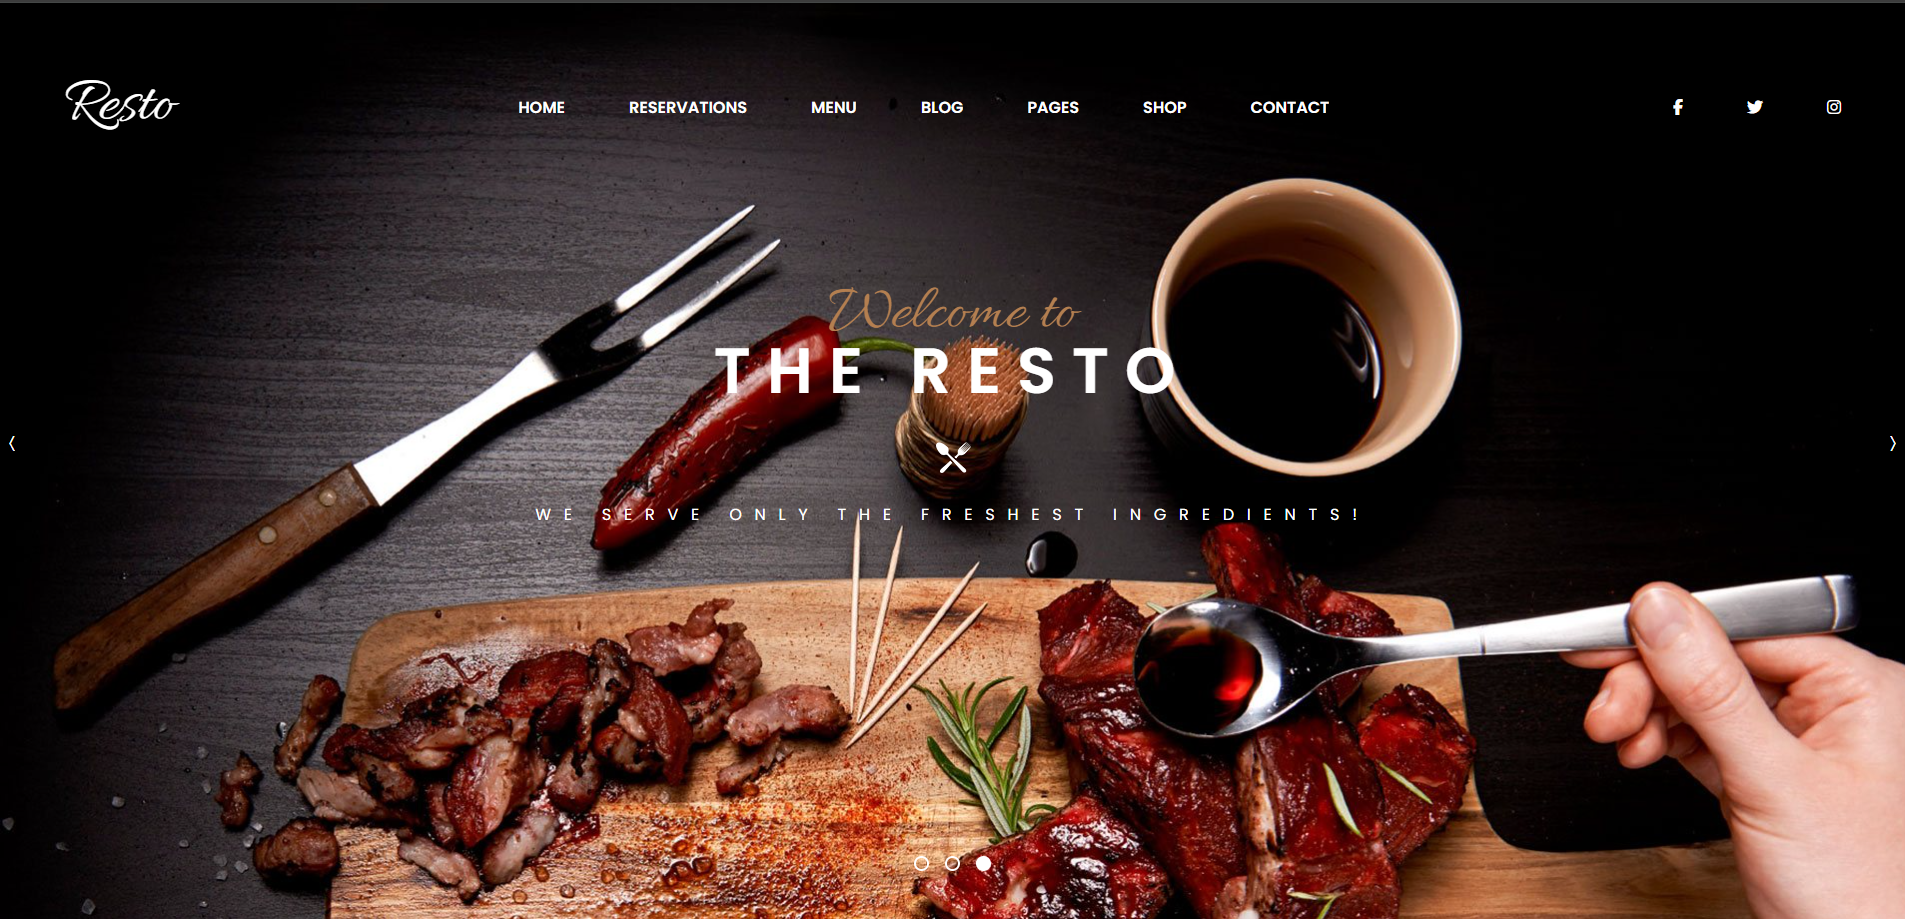 Resto
HOME RESERVATIONS MENU BLOG PAGES SHOP CONTACT
Welcome to
THE RESTO
WE SERVE ONLY THE FRESHEST INGREDIENTS!